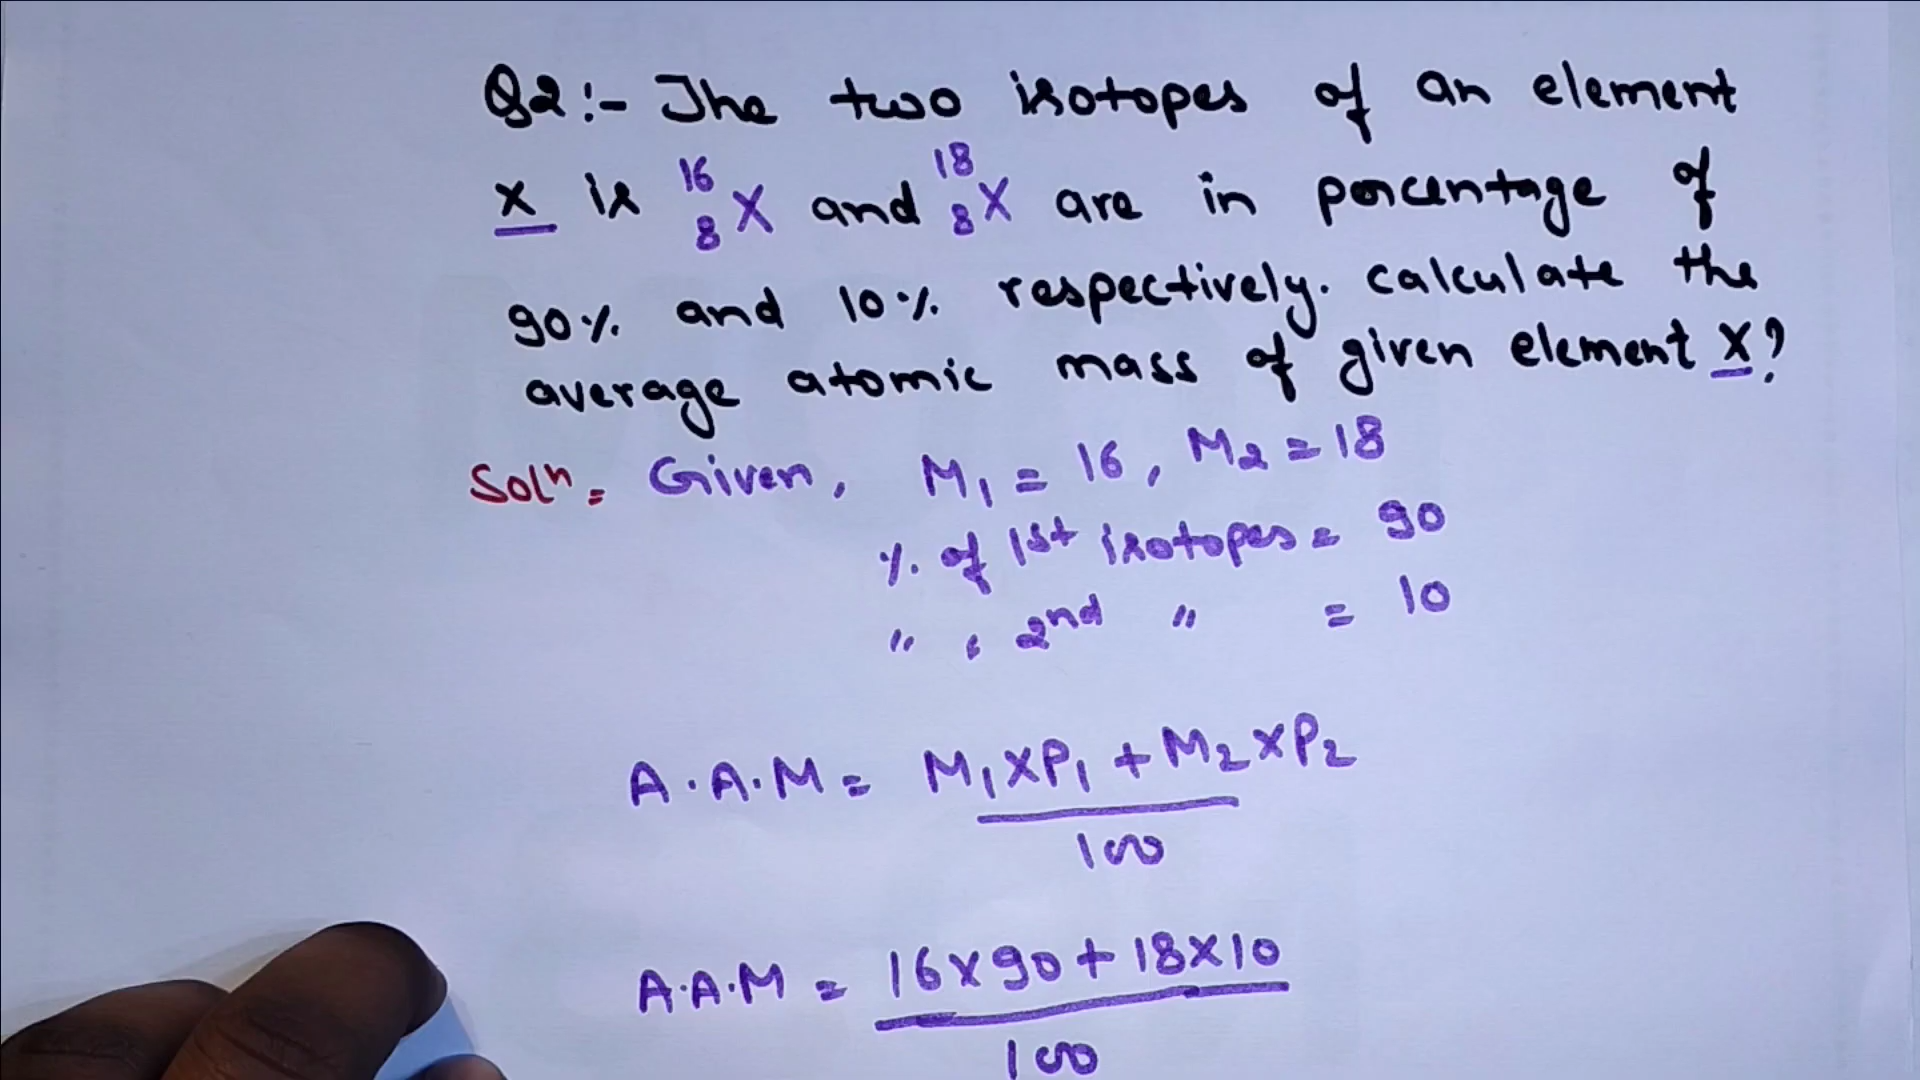 Q2:- The two isotopes of an element
X is ¹⁶₈X and ¹⁸₈X are in percentage of
90% and 10% respectively. Calculate the
average atomic mass of given element X?
Solⁿ = Given, M₁ = 16, M₂ = 18
% of 1st isotopes = 90
" , 2nd " = 10
A.A.M = M₁×P₁ + M₂×P₂
100
A.A.M = 16×90 + 18×10
100